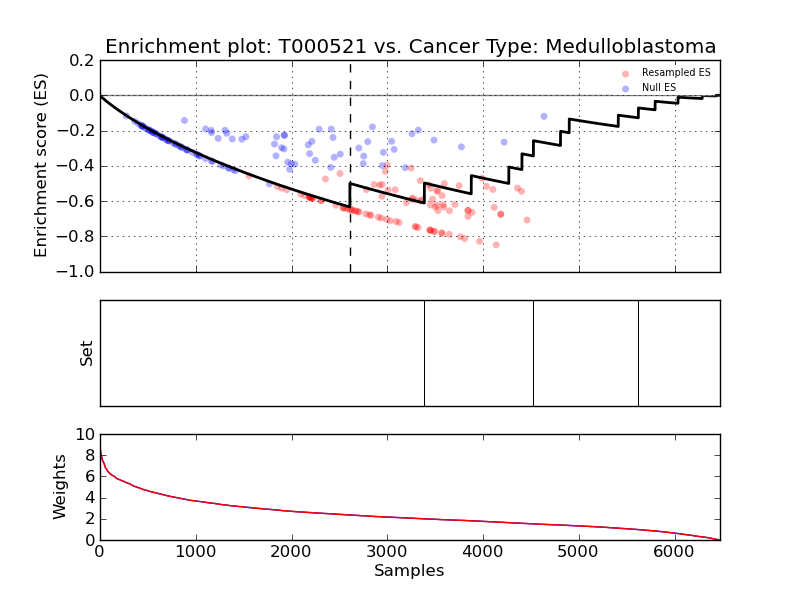 Enrichment plot: T000521 vs. Cancer Type: Medulloblastoma
Enrichment score (ES)
0.2
0.0
−0.2
−0.4
−0.6
−0.8
−1.0
Resampled ES
Null ES
Set
Weights
10
8
6
4
2
0
0 1000 2000 3000 4000 5000 6000
Samples